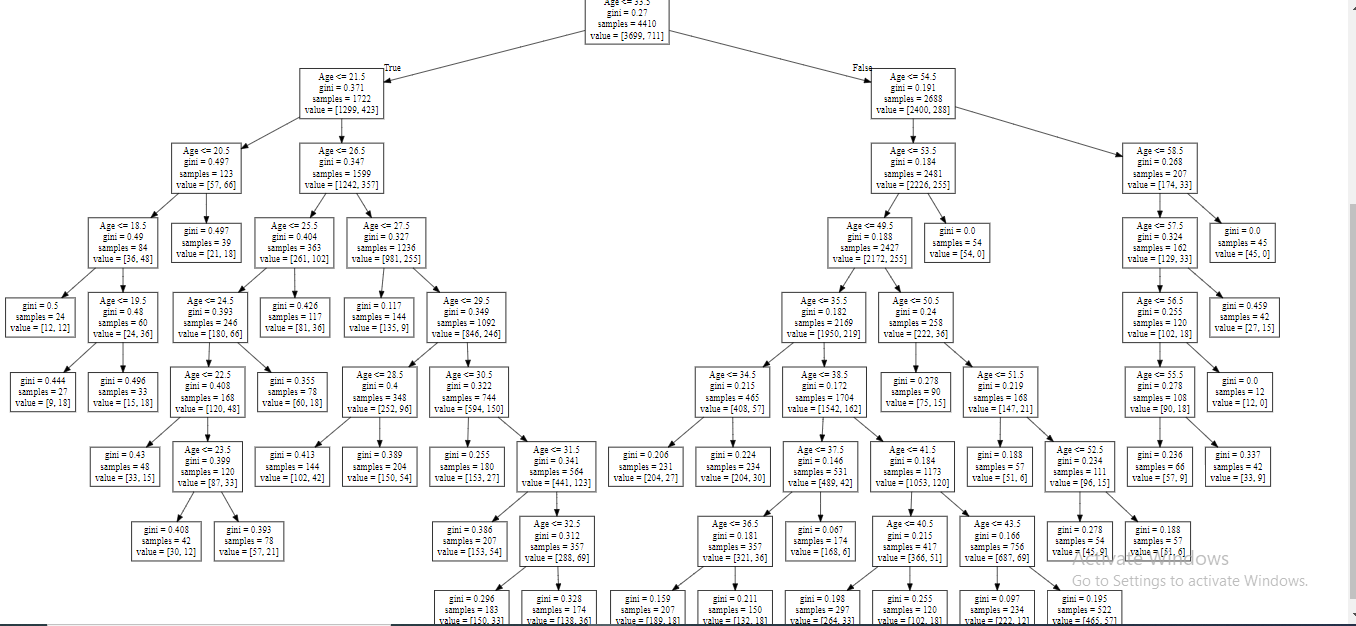 Age <= 33.5
gini = 0.27
samples = 4410
value = [3699, 711]
True
False
Age <= 21.5
gini = 0.371
samples = 1722
value = [1299, 423]
Age <= 54.5
gini = 0.191
samples = 2688
value = [2400, 288]
Age <= 20.5
gini = 0.497
samples = 123
value = [57, 66]
Age <= 26.5
gini = 0.347
samples = 1599
value = [1242, 357]
Age <= 53.5
gini = 0.184
samples = 2481
value = [2226, 255]
Age <= 58.5
gini = 0.268
samples = 207
value = [174, 33]
Age <= 18.5
gini = 0.49
samples = 84
value = [36, 48]
gini = 0.497
samples = 39
value = [21, 18]
Age <= 25.5
gini = 0.404
samples = 363
value = [261, 102]
Age <= 27.5
gini = 0.327
samples = 1236
value = [981, 255]
Age <= 49.5
gini = 0.188
samples = 2427
value = [2172, 255]
gini = 0.0
samples = 54
value = [54, 0]
Age <= 57.5
gini = 0.324
samples = 162
value = [129, 33]
gini = 0.0
samples = 45
value = [45, 0]
gini = 0.5
samples = 24
value = [12, 12]
Age <= 19.5
gini = 0.48
samples = 60
value = [24, 36]
Age <= 24.5
gini = 0.393
samples = 246
value = [180, 66]
gini = 0.426
samples = 117
value = [81, 36]
gini = 0.117
samples = 144
value = [135, 9]
Age <= 29.5
gini = 0.349
samples = 1092
value = [846, 246]
Age <= 35.5
gini = 0.182
samples = 2169
value = [1950, 219]
Age <= 50.5
gini = 0.24
samples = 258
value = [222, 36]
Age <= 56.5
gini = 0.255
samples = 120
value = [102, 18]
gini = 0.459
samples = 42
value = [27, 15]
gini = 0.444
samples = 27
value = [9, 18]
gini = 0.496
samples = 33
value = [15, 18]
Age <= 22.5
gini = 0.408
samples = 168
value = [120, 48]
gini = 0.355
samples = 78
value = [60, 18]
Age <= 28.5
gini = 0.4
samples = 348
value = [252, 96]
Age <= 30.5
gini = 0.322
samples = 744
value = [594, 150]
Age <= 34.5
gini = 0.215
samples = 465
value = [408, 57]
Age <= 38.5
gini = 0.172
samples = 1704
value = [1542, 162]
gini = 0.278
samples = 90
value = [75, 15]
Age <= 51.5
gini = 0.219
samples = 168
value = [147, 21]
Age <= 55.5
gini = 0.278
samples = 108
value = [90, 18]
gini = 0.0
samples = 12
value = [12, 0]
gini = 0.43
samples = 48
value = [33, 15]
Age <= 23.5
gini = 0.399
samples = 120
value = [87, 33]
gini = 0.413
samples = 144
value = [102, 42]
gini = 0.389
samples = 204
value = [150, 54]
gini = 0.255
samples = 180
value = [153, 27]
Age <= 31.5
gini = 0.341
samples = 564
value = [441, 123]
gini = 0.206
samples = 231
value = [204, 27]
gini = 0.224
samples = 234
value = [204, 30]
Age <= 37.5
gini = 0.146
samples = 531
value = [489, 42]
Age <= 41.5
gini = 0.184
samples = 1173
value = [1053, 120]
gini = 0.188
samples = 57
value = [51, 6]
Age <= 52.5
gini = 0.234
samples = 111
value = [96, 15]
gini = 0.236
samples = 66
value = [57, 9]
gini = 0.337
samples = 42
value = [33, 9]
gini = 0.408
samples = 42
value = [30, 12]
gini = 0.393
samples = 78
value = [57, 21]
gini = 0.386
samples = 207
value = [153, 54]
Age <= 32.5
gini = 0.312
samples = 357
value = [288, 69]
Age <= 36.5
gini = 0.181
samples = 357
value = [321, 36]
gini = 0.067
samples = 174
value = [168, 6]
Age <= 40.5
gini = 0.215
samples = 417
value = [366, 51]
Age <= 43.5
gini = 0.166
samples = 756
value = [687, 69]
gini = 0.278
samples = 54
value = [45, 9]
gini = 0.188
samples = 57
value = [51, 6]
gini = 0.296
samples = 183
value = [150, 33]
gini = 0.328
samples = 174
value = [138, 36]
gini = 0.159
samples = 207
value = [189, 18]
gini = 0.211
samples = 150
value = [132, 18]
gini = 0.198
samples = 297
value = [264, 33]
gini = 0.255
samples = 120
value = [102, 18]
gini = 0.097
samples = 234
value = [222, 12]
gini = 0.195
samples = 522
value = [465, 57]
Activate Windows
Go to Settings to activate Windows.